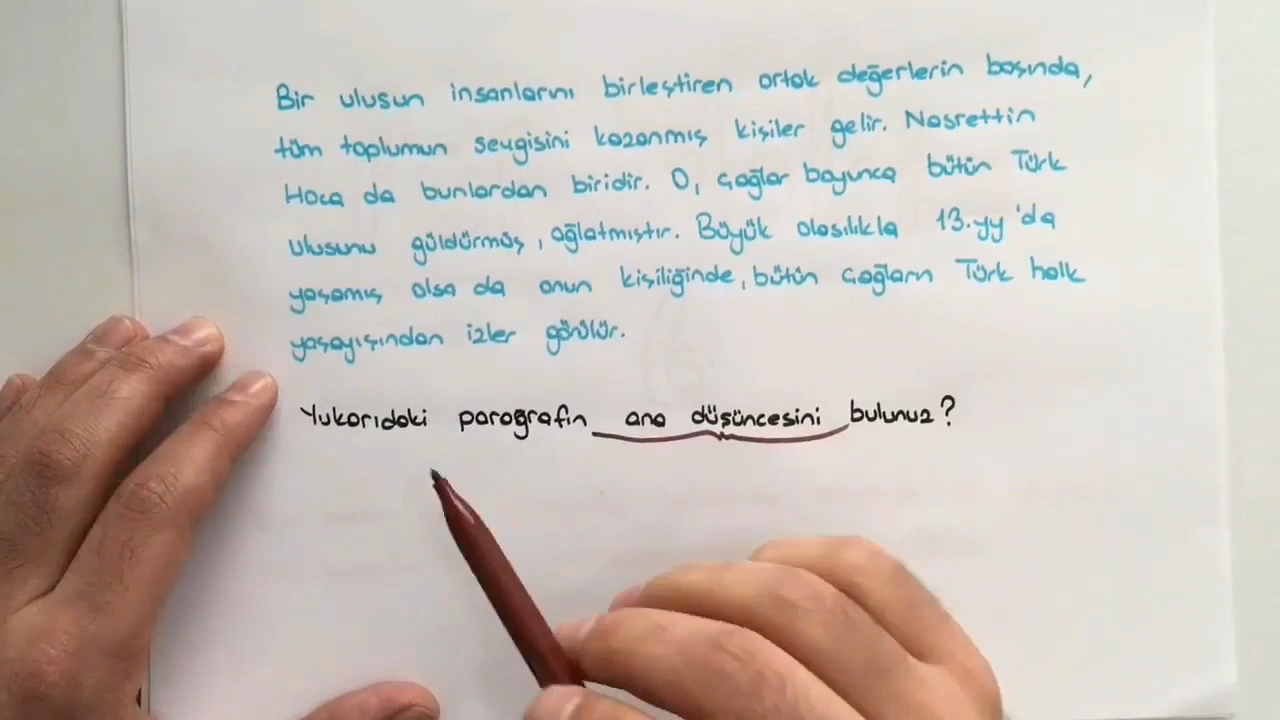 Bir ulusun insanlarını birleştiren ortak değerlerin başında,
tüm toplumun sevgisini kazanmış kişiler gelir. Nasrettin
Hoca da bunlardan biridir. O, çağlar boyunca bütün Türk
ulusunu güldürmüş, ağlatmıştır. Büyük olasılıkla 13.yy'da
yaşamış olsa da onun kişiliğinde, bütün çağların Türk halk
yaşayışından izler görülür.
Yukarıdaki paroğrafın ana düşüncesini bulunuz?